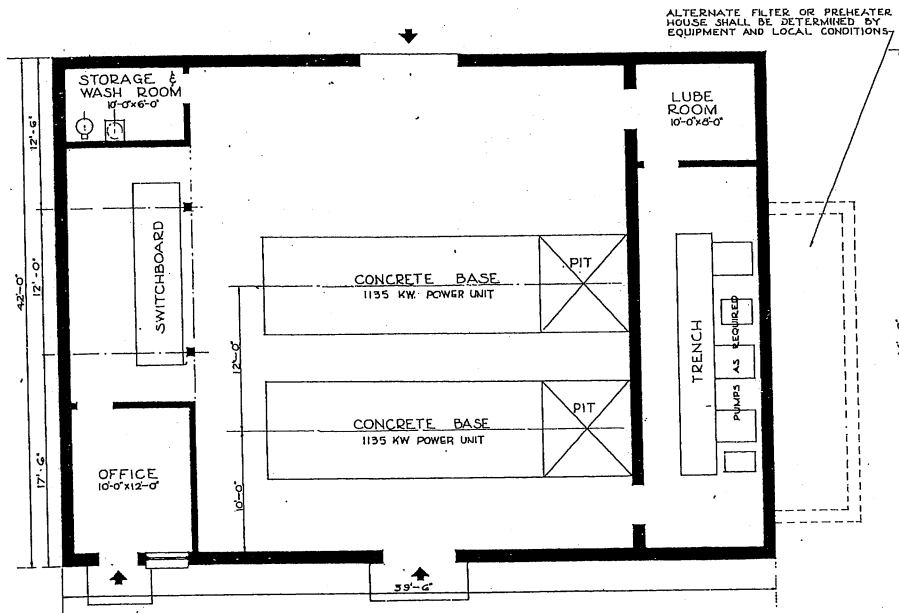 ALTERNATE FILTER OR PREHEATER
HOUSE SHALL BE DETERMINED BY
EQUIPMENT AND LOCAL CONDITIONS
STORAGE &
WASH ROOM
10'-0"x6'-0"
LUBE
ROOM
10'-0"x8'-0"
12'-6"
SWITCHBOARD
42'-0"
12'-0"
PIT
CONCRETE BASE
1135 KW. POWER UNIT
12'-0"
TRENCH
PUMPS AS REQUIRED
PIT
CONCRETE BASE
1135 KW POWER UNIT
17'-6"
OFFICE
10'-0"x12'-0"
10'-0"
59'-6"